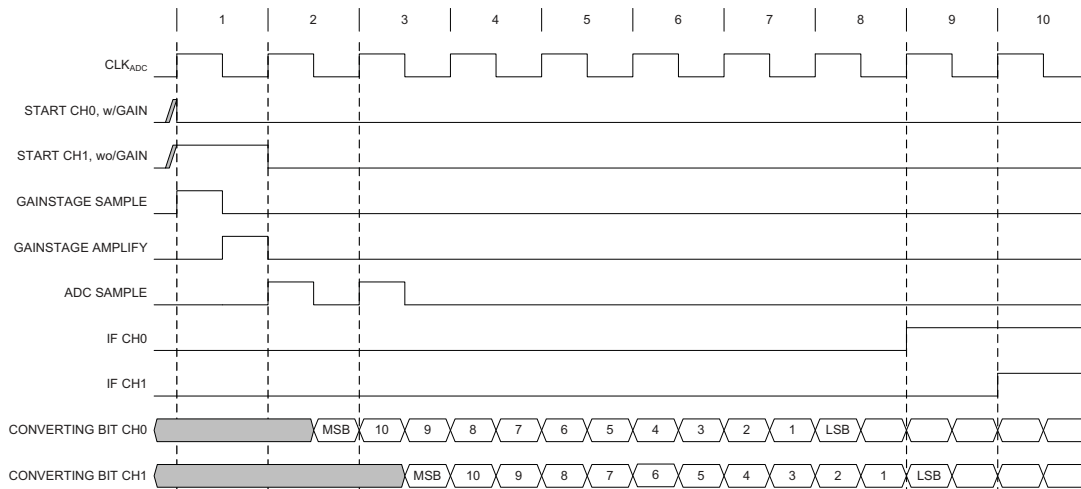 1 2 3 4 5 6 7 8 9 10
CLKADC
START CH0, w/GAIN
START CH1, wo/GAIN
GAINSTAGE SAMPLE
GAINSTAGE AMPLIFY
ADC SAMPLE
IF CH0
IF CH1
CONVERTING BIT CH0 MSB 10 9 8 7 6 5 4 3 2 1 LSB
CONVERTING BIT CH1 MSB 10 9 8 7 6 5 4 3 2 1 LSB